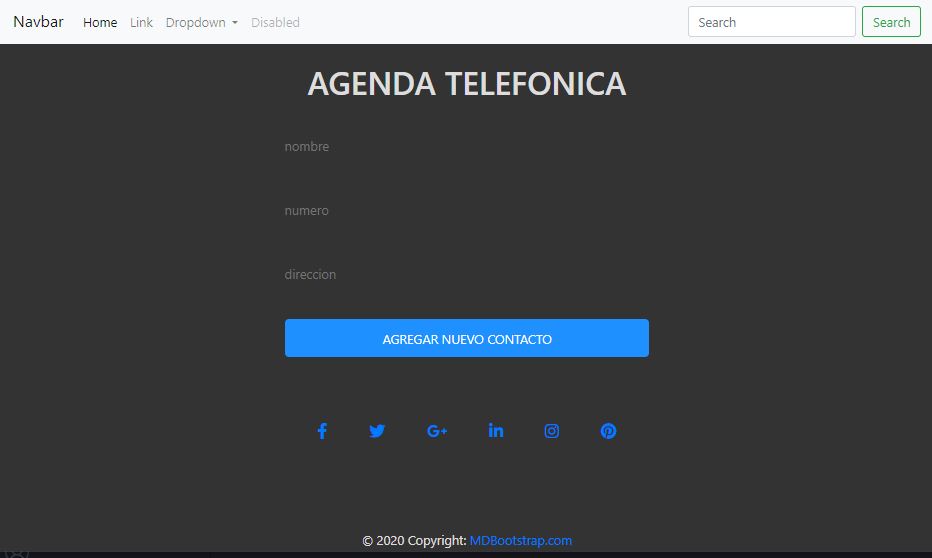 Navbar Home Link Dropdown Disabled Search Search
AGENDA TELEFONICA
nombre
numero
direccion
AGREGAR NUEVO CONTACTO
© 2020 Copyright: MDBootstrap.com